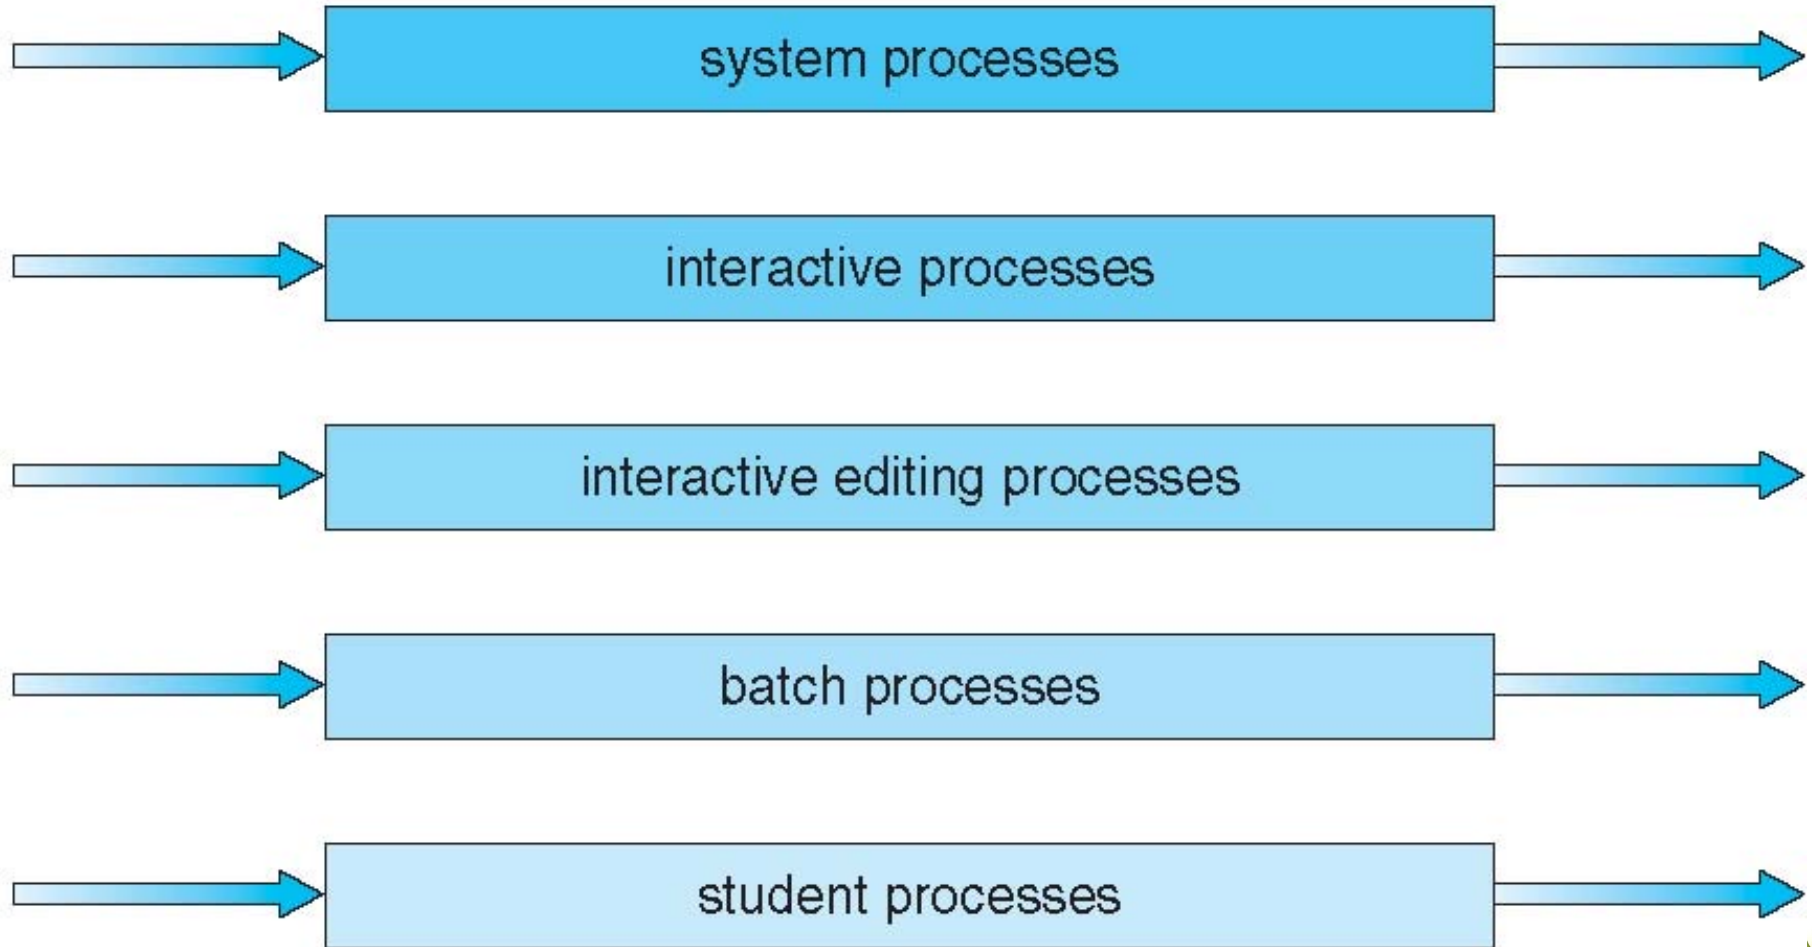 system processes
interactive processes
interactive editing processes
batch processes
student processes